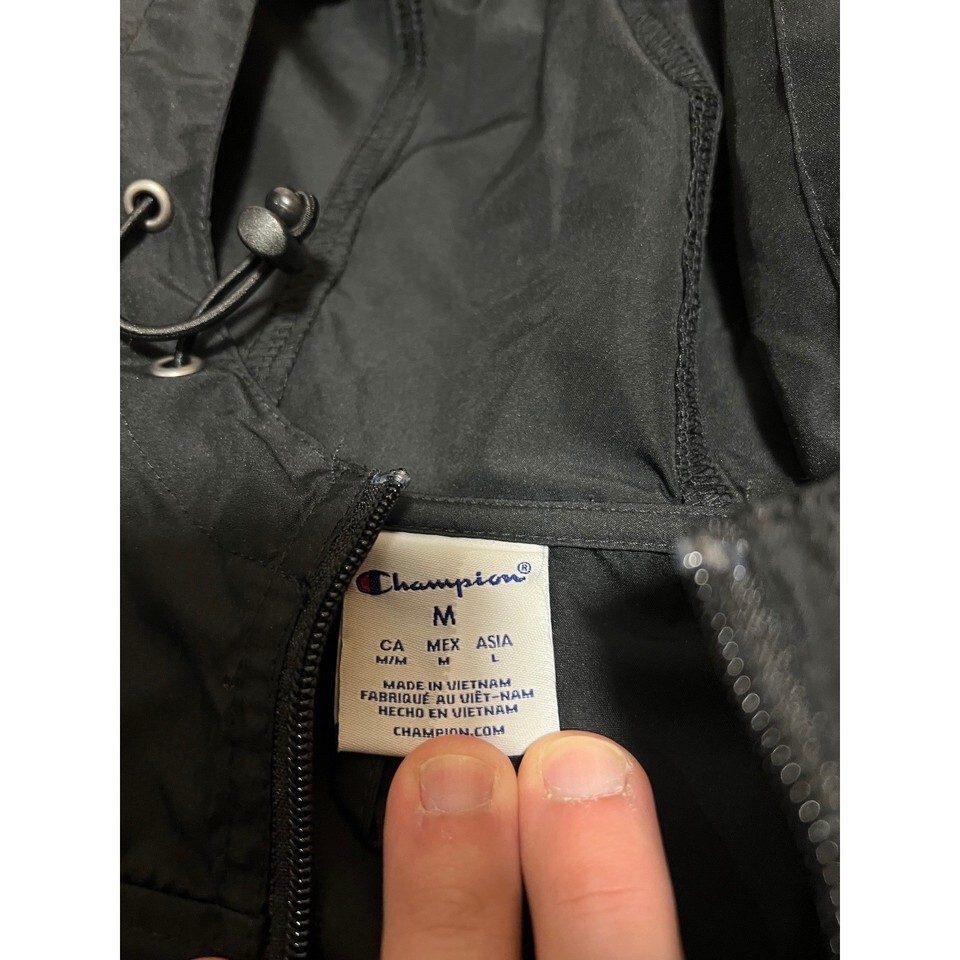 Champion®
M
CA MEX ASIA
M/M M L
MADE IN VIETNAM
FABRIQUÉ AU VIÊT-NAM
HECHO EN VIETNAM
CHAMPION.COM